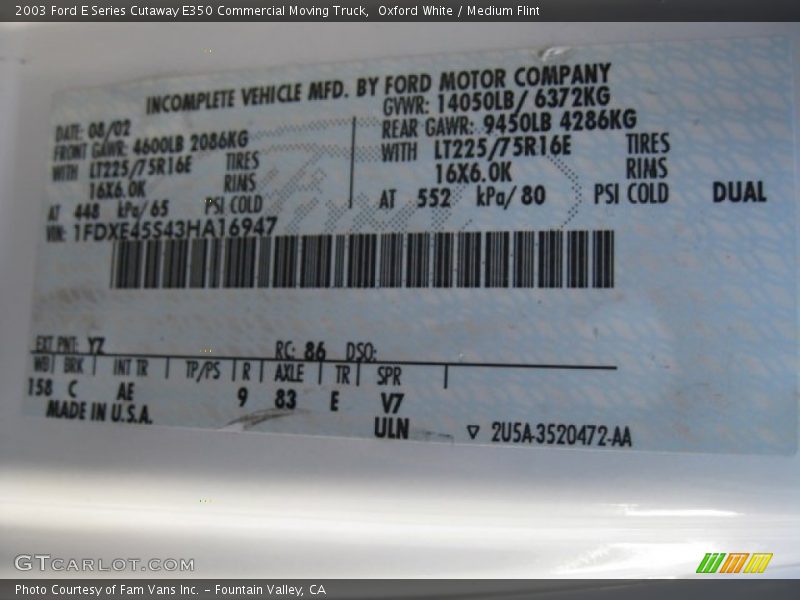 2003 Ford E Series Cutaway E350 Commercial Moving Truck,  Oxford White / Medium Flint
INCOMPLETE VEHICLE MFD. BY FORD MOTOR COMPANY
DATE: 08/02
GVWR: 14050LB/ 6372KG
FRONT GAWR: 4600LB 2086KG
REAR GAWR: 9450LB 4286KG
WITH LT225/75R16E TIRES
WITH LT225/75R16E TIRES
16X6.0K RIMS
16X6.0K RIMS
AT 448 kPa/ 65 PSI COLD
AT 552 kPa/ 80 PSI COLD DUAL
VIN: 1FDXE45S43HA16947
EXT PNT: YZ RC: 86 DSO:
WB BRK INT TR TP/PS R AXLE TR SPR
158 C AE 9 83 E V7
MADE IN U.S.A. ULN
▽ 2U5A-3520472-AA
GTCARLOT.COM
Photo Courtesy of Fam Vans Inc. – Fountain Valley, CA